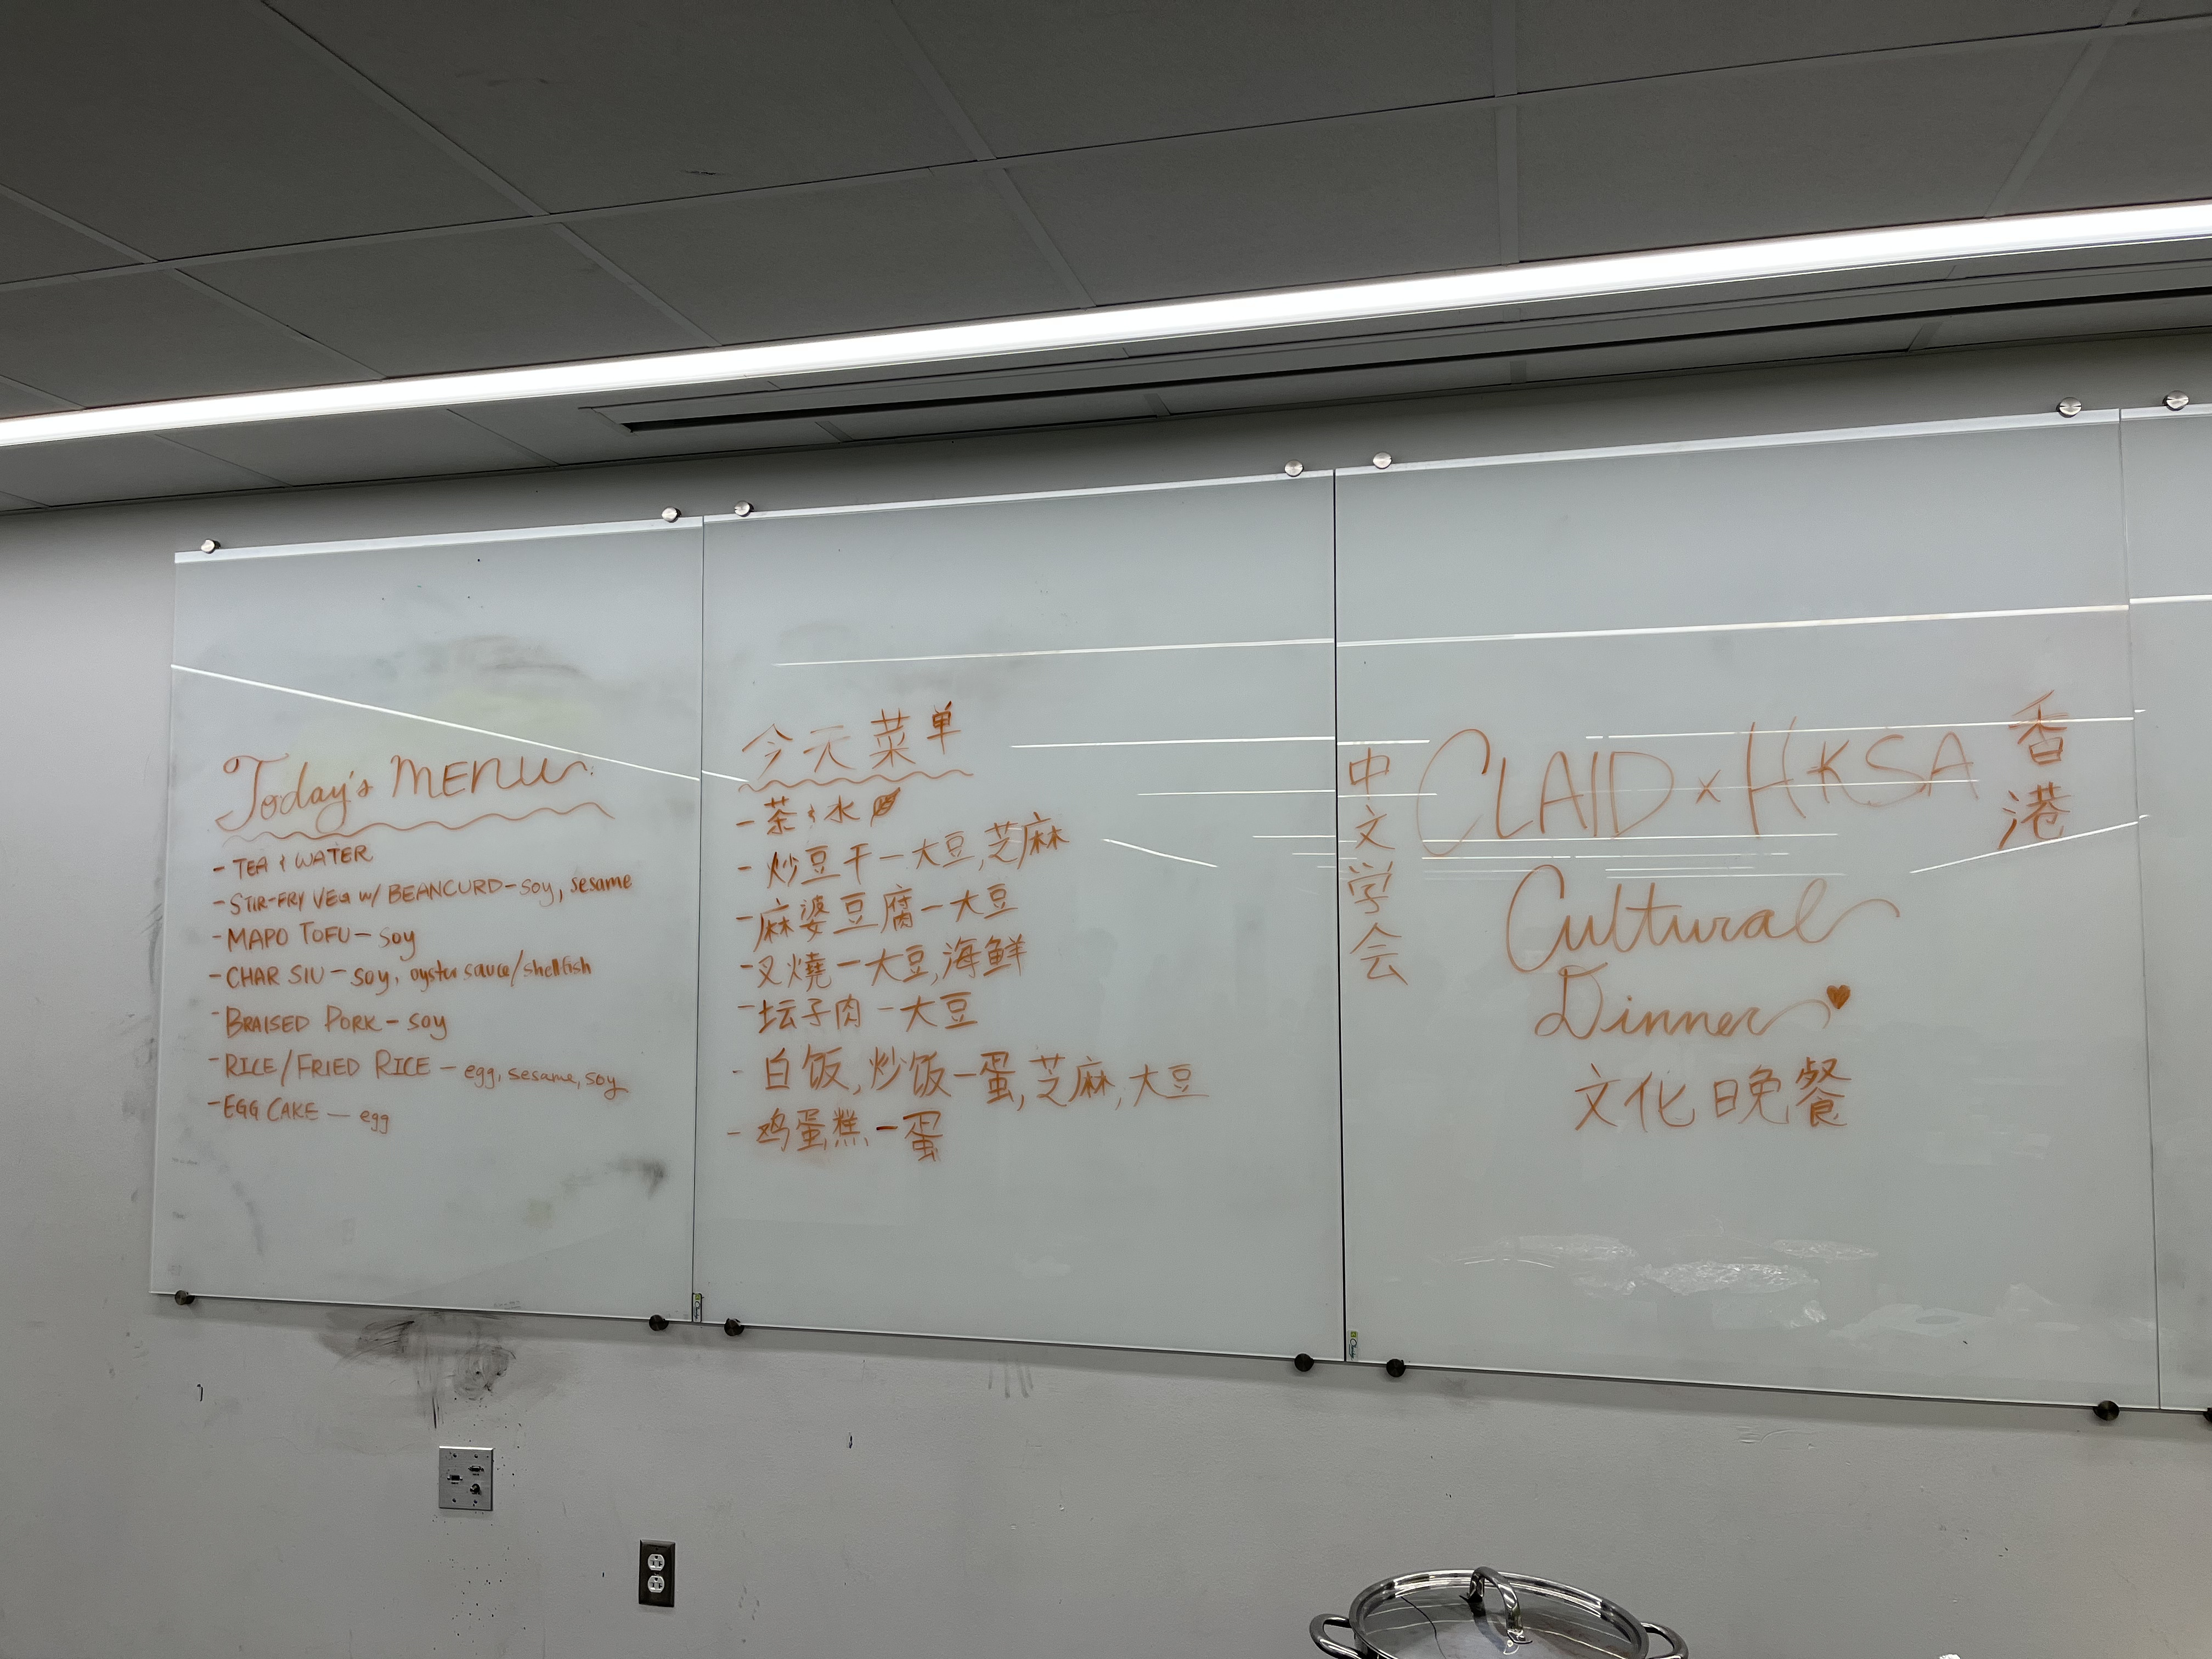 Today's MENU
- TEA & WATER
- STIR-FRY VEG w/ BEANCURD - soy, sesame
- MAPO TOFU - soy
- CHAR SIU - soy, oyster sauce/shellfish
- BRAISED PORK - soy
- RICE/FRIED RICE - egg, sesame, soy
- EGG CAKE - egg
今天菜单
- 茶 & 水
- 炒豆干 - 大豆, 芝麻
- 麻婆豆腐 - 大豆
- 叉燒 - 大豆, 海鲜
- 坛子肉 - 大豆
- 白饭, 炒饭 - 蛋, 芝麻, 大豆
- 鸡蛋糕 - 蛋
中文学会
CLAID x HKSA
香港
Cultural
Dinner ♥
文化晚餐